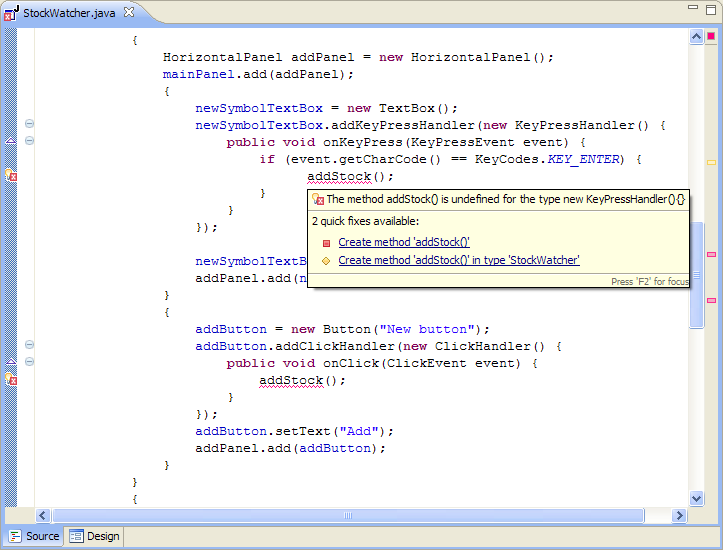 StockWatcher.java
{
HorizontalPanel addPanel = new HorizontalPanel();
mainPanel.add(addPanel);
{
newSymbolTextBox = new TextBox();
newSymbolTextBox.addKeyPressHandler(new KeyPressHandler() {
public void onKeyPress(KeyPressEvent event) {
if (event.getCharCode() == KeyCodes.KEY_ENTER) {
addStock();
}
}
});
The method addStock() is undefined for the type new KeyPressHandler(){}
2 quick fixes available:
Create method 'addStock()'
Create method 'addStock()' in type 'StockWatcher'
Press 'F2' for focus
newSymbolTextB
addPanel.add(n
}
{
addButton = new Button("New button");
addButton.addClickHandler(new ClickHandler() {
public void onClick(ClickEvent event) {
addStock();
}
});
addButton.setText("Add");
addPanel.add(addButton);
}
}
{
Source Design